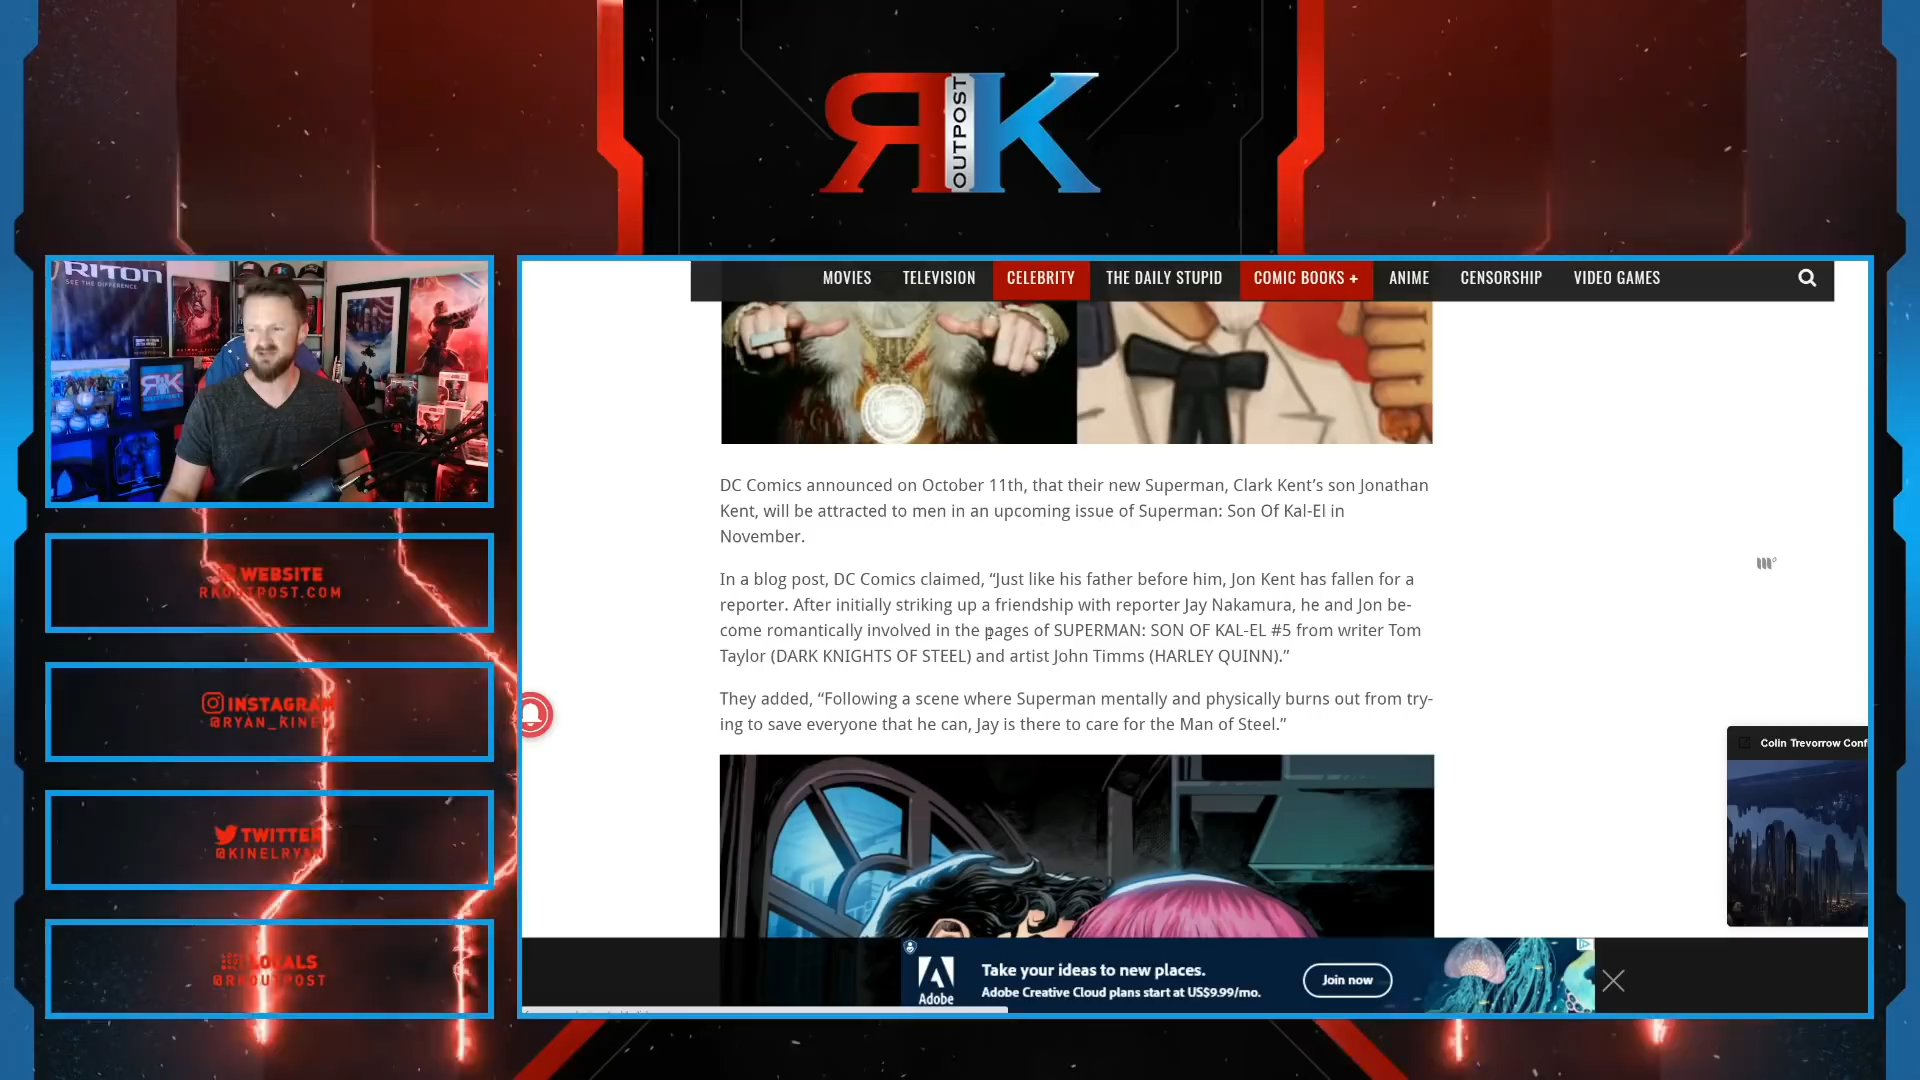 RK
OUTPOST
RITON
SEE THE DIFFERENCE
RK
MOVIES TELEVISION CELEBRITY THE DAILY STUPID COMIC BOOKS + ANIME CENSORSHIP VIDEO GAMES
DC Comics announced on October 11th, that their new Superman, Clark Kent’s son Jonathan
Kent, will be attracted to men in an upcoming issue of Superman: Son Of Kal-El in
November.
In a blog post, DC Comics claimed, “Just like his father before him, Jon Kent has fallen for a
reporter. After initially striking up a friendship with reporter Jay Nakamura, he and Jon be-
come romantically involved in the pages of SUPERMAN: SON OF KAL-EL #5 from writer Tom
Taylor (DARK KNIGHTS OF STEEL) and artist John Timms (HARLEY QUINN).”
They added, “Following a scene where Superman mentally and physically burns out from try-
ing to save everyone that he can, Jay is there to care for the Man of Steel.”
Colin Trevorrow Conf
Adobe
Take your ideas to new places.
Adobe Creative Cloud plans start at US$9.99/mo.
Join now
WEBSITE
RKOUTPOST.COM
INSTAGRAM
@RYAN_KINEL
TWITTER
@KINELRYAN
LOCALS
@RKOUTPOST